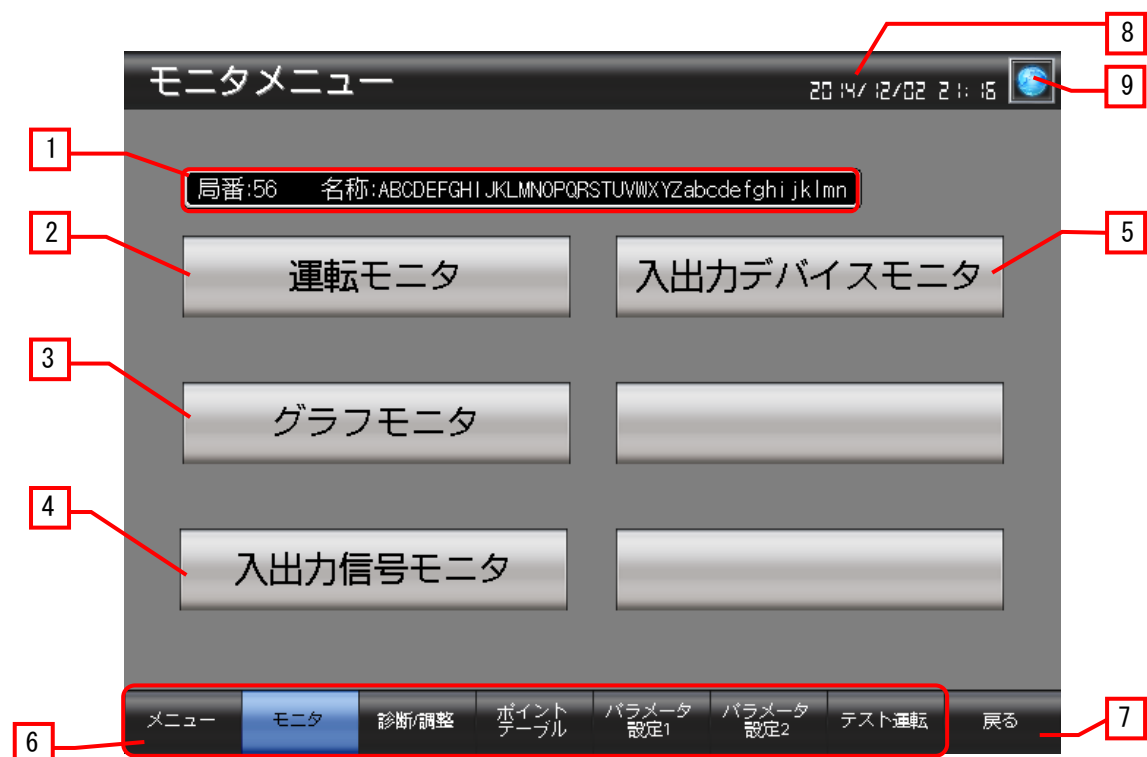 8
モニタメニュー
2014/12/02 21:16
9
1
局番:56 名称:ABCDEFGHIJKLMNOPQRSTUVWXYZabcdefghijklmn
2
運転モニタ
入出力デバイスモニタ
5
3
グラフモニタ
4
入出力信号モニタ
6
メニュー
モニタ
診断/調整
ポイント
テーブル
パラメータ
設定1
パラメータ
設定2
テスト運転
戻る
7